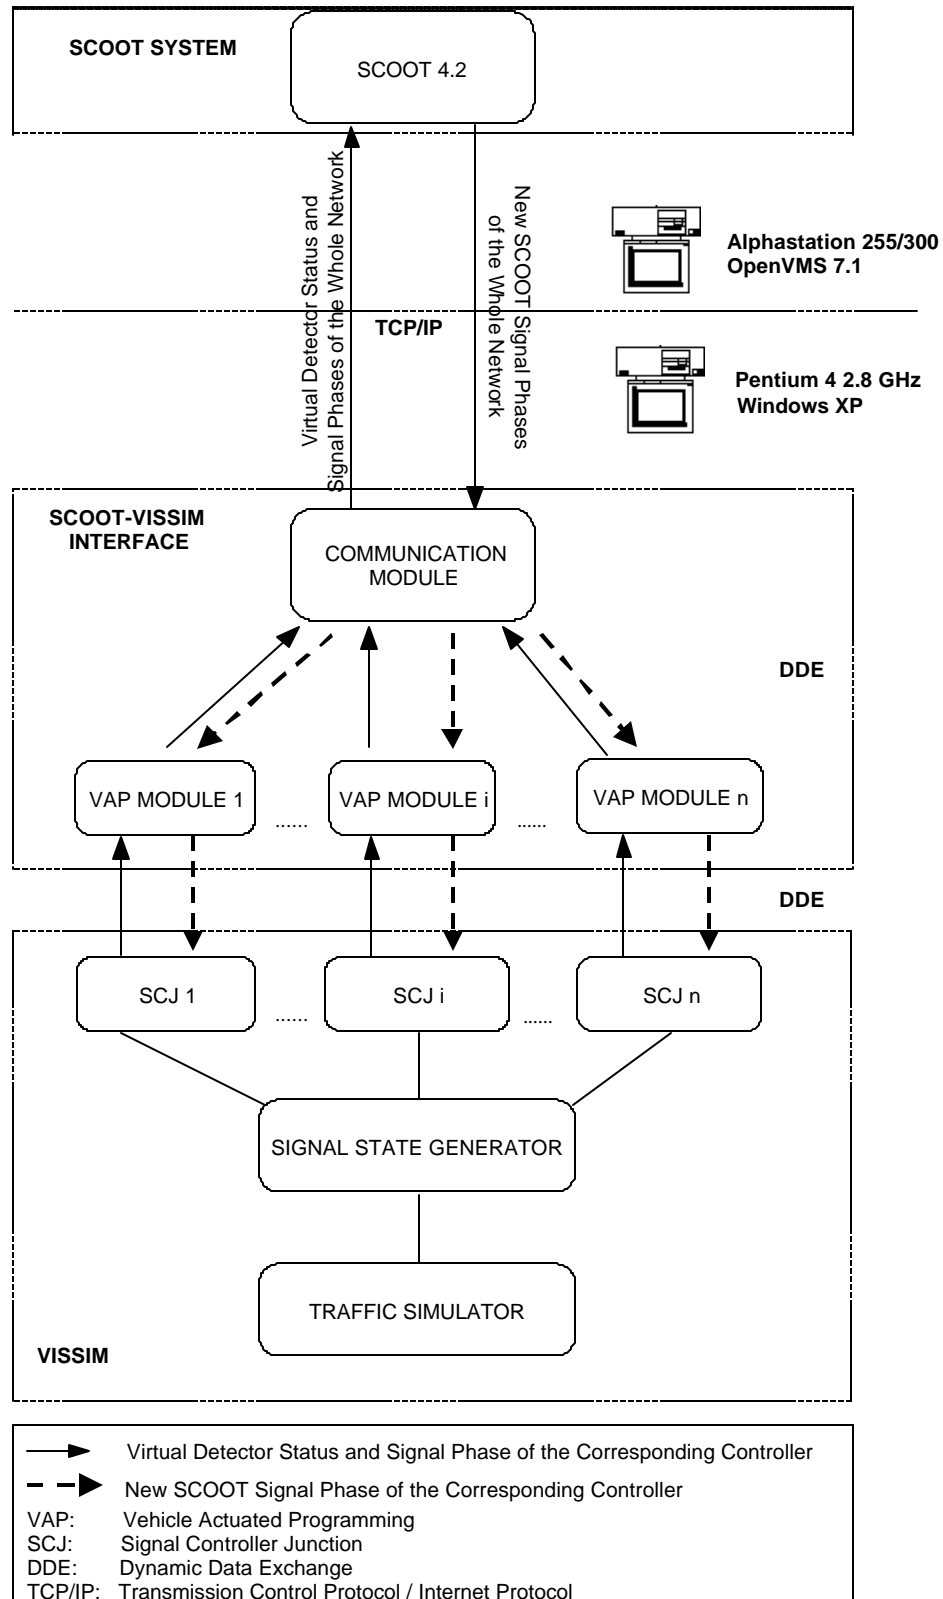 SCOOT SYSTEM
SCOOT 4.2
Virtual Detector Status and
Signal Phases of the Whole Network
New SCOOT Signal Phases
of the Whole Network
Alphastation 255/300
OpenVMS 7.1
TCP/IP
Pentium 4 2.8 GHz
Windows XP
SCOOT-VISSIM
INTERFACE
COMMUNICATION
MODULE
DDE
VAP MODULE 1
......
VAP MODULE i
......
VAP MODULE n
DDE
SCJ 1
......
SCJ i
......
SCJ n
SIGNAL STATE GENERATOR
TRAFFIC SIMULATOR
VISSIM
Virtual Detector Status and Signal Phase of the Corresponding Controller
New SCOOT Signal Phase of the Corresponding Controller
VAP: Vehicle Actuated Programming
SCJ: Signal Controller Junction
DDE: Dynamic Data Exchange
TCP/IP: Transmission Control Protocol / Internet Protocol